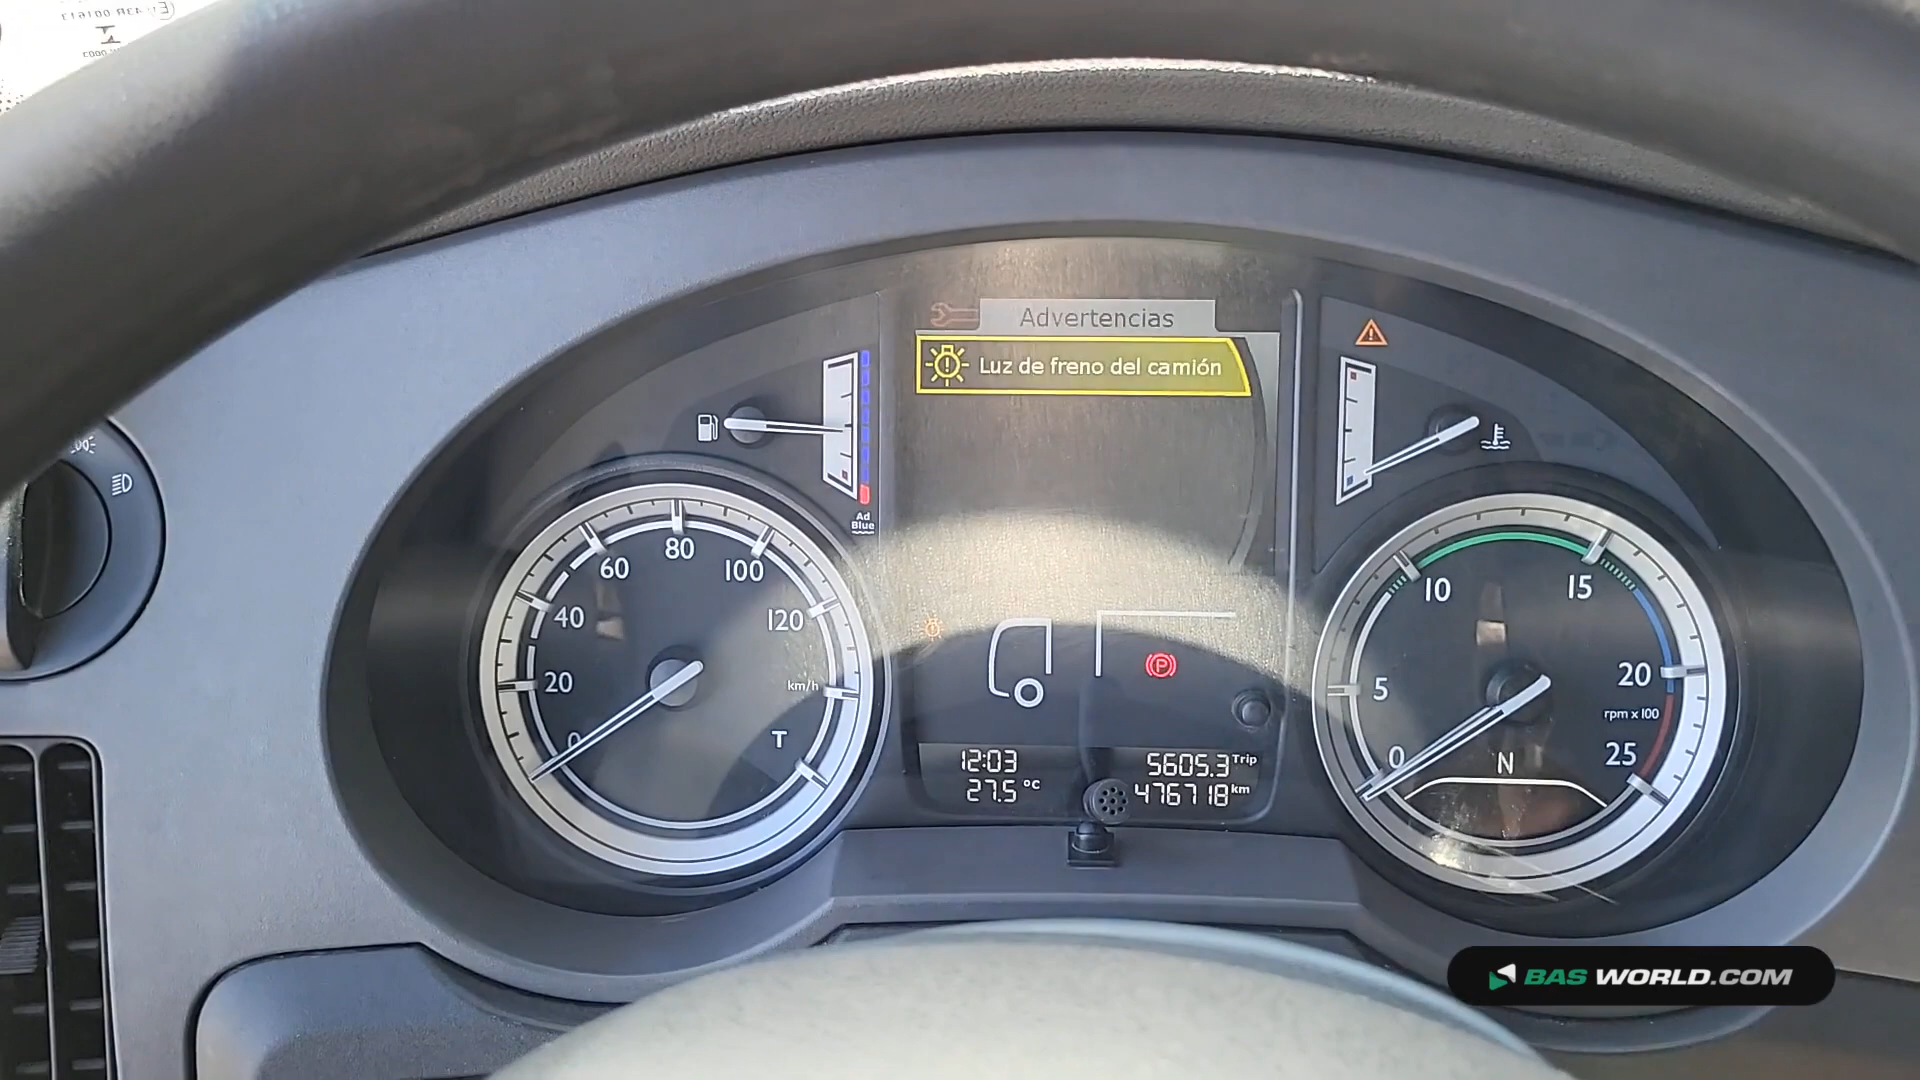 Advertencias
Luz de freno del camión
Ad
Blue
60
80
100
40
120
20
km/h
0
T
10
15
5
20
rpm x 100
0
25
N
P
12:03
5605.3 Trip
27.5 °C
476718 km
BAS WORLD.COM